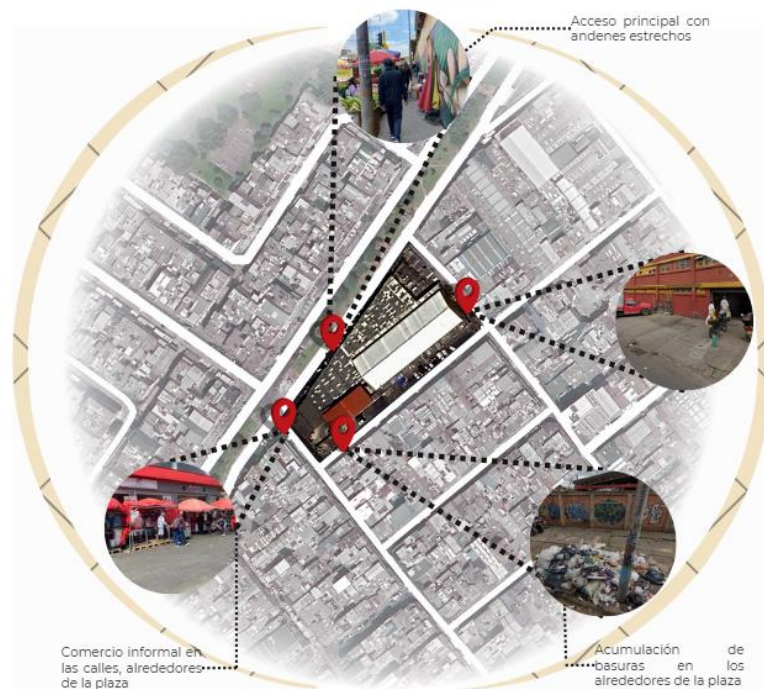 Acceso principal con
andenes estrechos
Comercio informal en
las calles, alrededores
de la plaza
Acumulación de
basuras en los
alrededores de la plaza